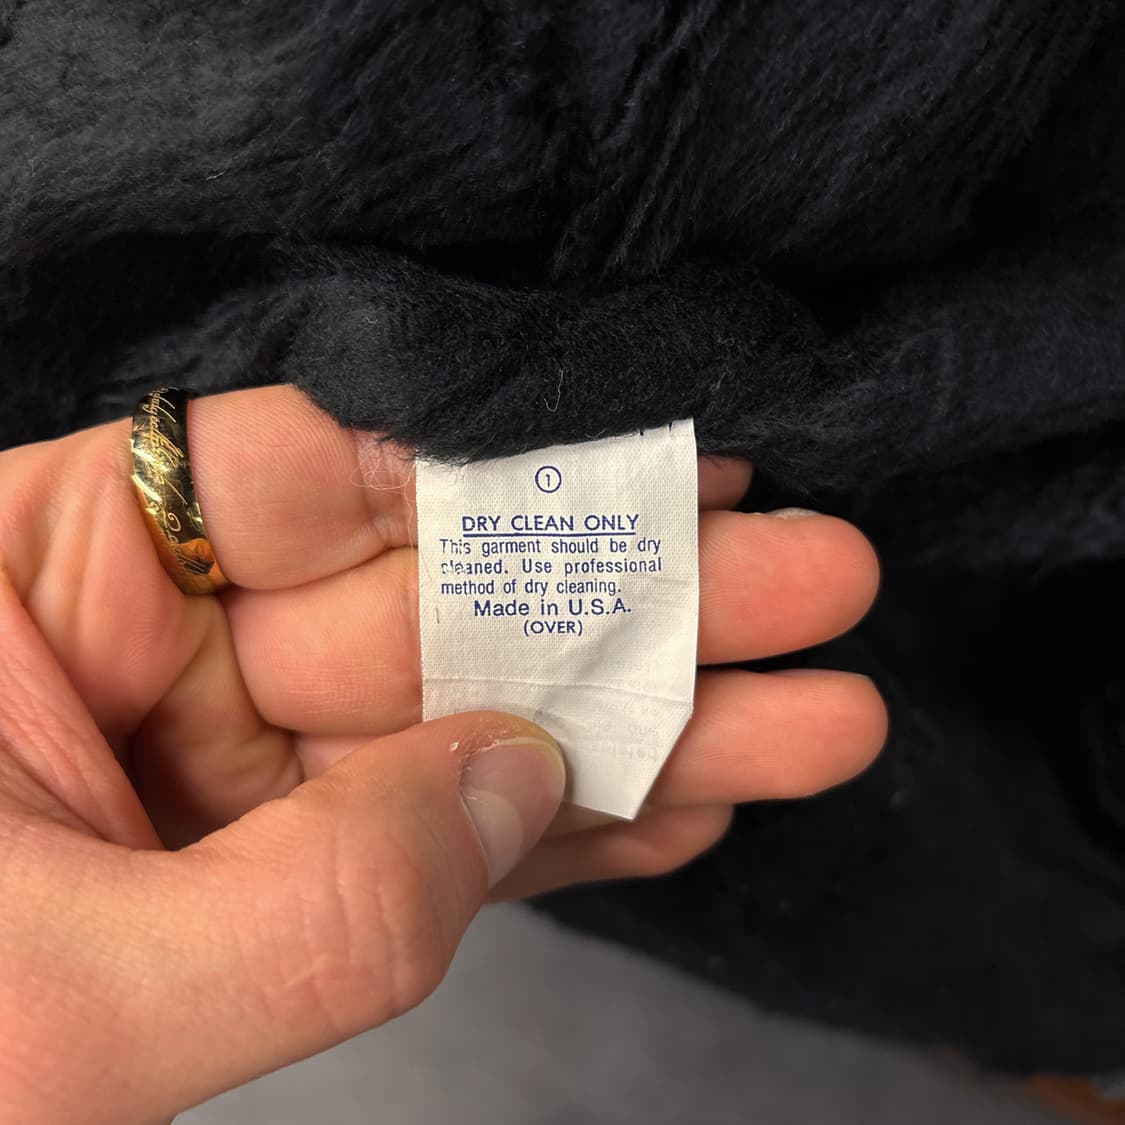 ①
DRY CLEAN ONLY
This garment should be dry
cleaned. Use professional
method of dry cleaning.
Made in U.S.A.
(OVER)